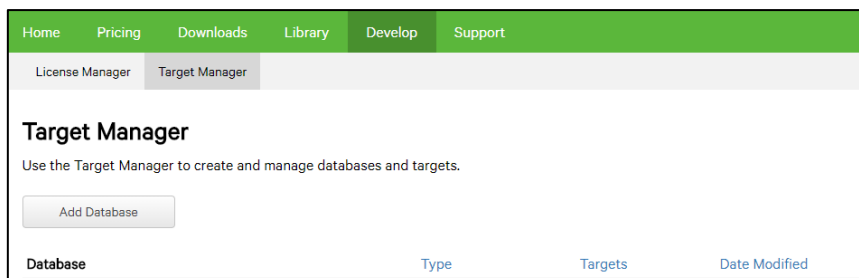 Home Pricing Downloads Library Develop Support
License Manager Target Manager
Target Manager
Use the Target Manager to create and manage databases and targets.
Add Database
Database Type Targets Date Modified